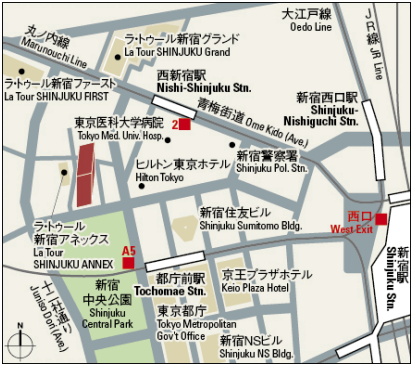 丸ノ内線
Marunouchi Line
ラ・トゥール新宿グランド
La Tour SHINJUKU Grand
大江戸線
Oedo Line
JR線
JR Line
ラ・トゥール新宿ファースト
La Tour SHINJUKU FIRST
西新宿駅
Nishi-Shinjuku Stn.
青梅街道 Ome Kido (Ave.)
新宿西口駅
Shinjuku-
Nishiguchi Stn.
東京医科大学病院
Tokyo Med. Univ. Hosp.
2
ヒルトン東京ホテル
Hilton Tokyo
新宿警察署
Shinjuku Pol. Stn.
ラ・トゥール
新宿アネックス
La Tour
SHINJUKU ANNEX
A5
新宿住友ビル
Shinjuku Sumitomo Bldg.
西口
West Exit
新宿駅
Shinjuku Stn.
都庁前駅
Tochomae Stn.
京王プラザホテル
Keio Plaza Hotel
十二社通り
Juniso Dori (Ave.)
新宿
中央公園
Shinjuku
Central Park
東京都庁
Tokyo Metropolitan
Gov't Office
新宿NSビル
Shinjuku NS Bldg.
N